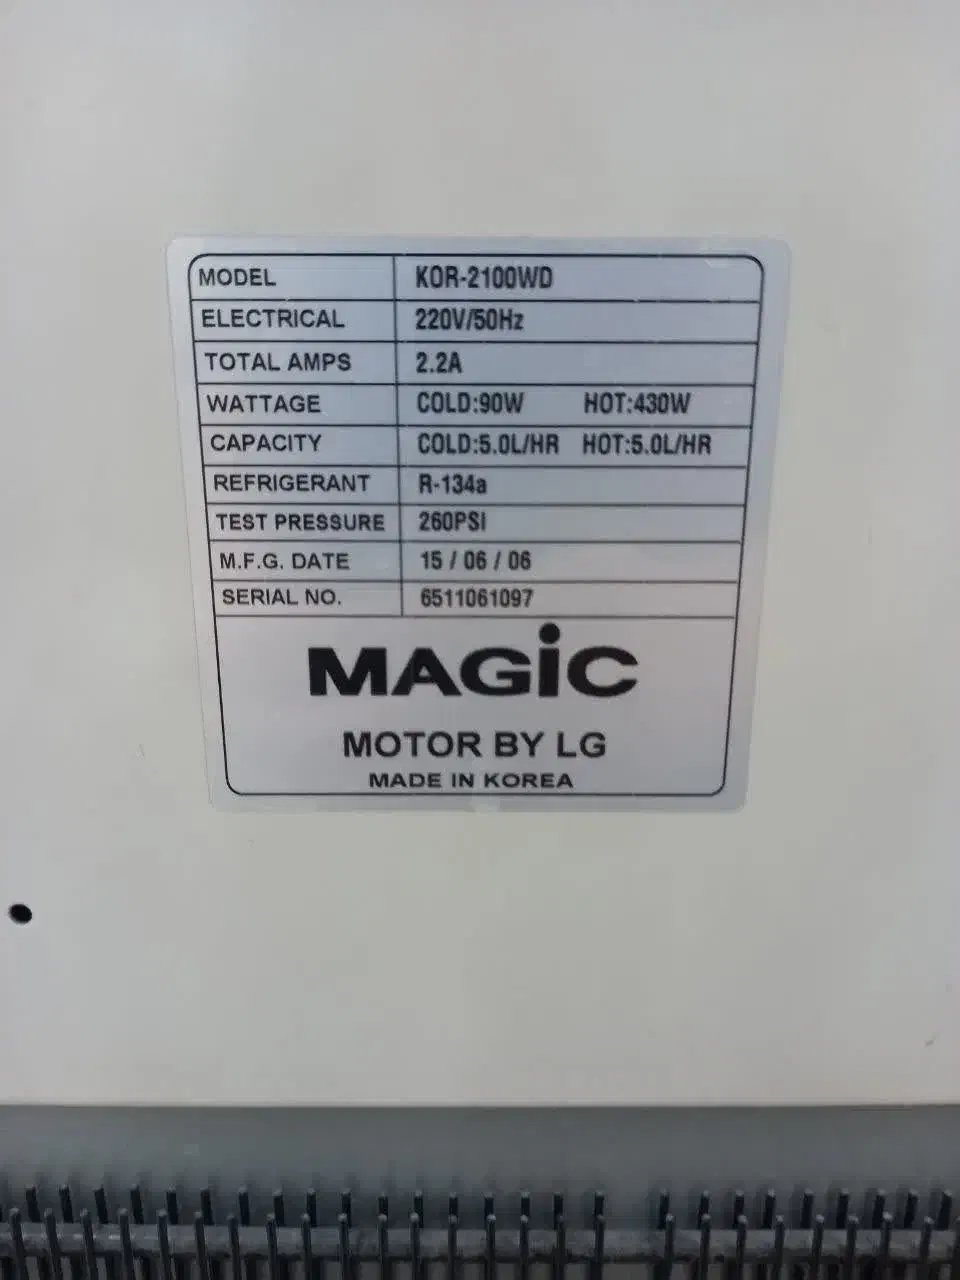 MODEL KOR-2100WD
ELECTRICAL 220V/50Hz
TOTAL AMPS 2.2A
WATTAGE COLD:90W HOT:430W
CAPACITY COLD:5.0L/HR HOT:5.0L/HR
REFRIGERANT R-134a
TEST PRESSURE 260PSI
M.F.G. DATE 15 / 06 / 06
SERIAL NO. 6511061097
MAGiC
MOTOR BY LG
MADE IN KOREA